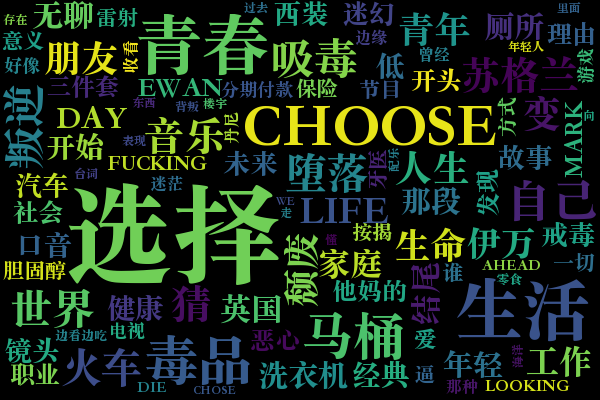 存在
无聊
雷射
过去
西装
迷幻
青年
厕所
里面
意义
好像
朋友
收看
青春
吸毒
边缘
曾经
年轻人
理由
三件套
EWAN
分期付款
保险
节目
低
开头
苏格兰
游戏
叛逆
DAY
音乐
东西
背叛
楼宇
丹尼
CHOOSE
方式
变
MARK
向
开始
FUCKING
表现
未来
堕落
牙医
配乐
人生
故事
汽车
台词
迷茫
选择
WE
走
LIFE
那段
发现
自己
社会
口音
颓废
懂
按揭
生命
伊万
戒毒
胆固醇
家庭
谁
AHEAD
一切
世界
健康
猜
英国
他妈的
结尾
零食
生活
边看边吃
电视
恶心
马桶
爱
海洋
镜头
火车
毒品
洗衣机
经典
逼
年轻
工作
职业
DIE
CHOSE
那种
LOOKING